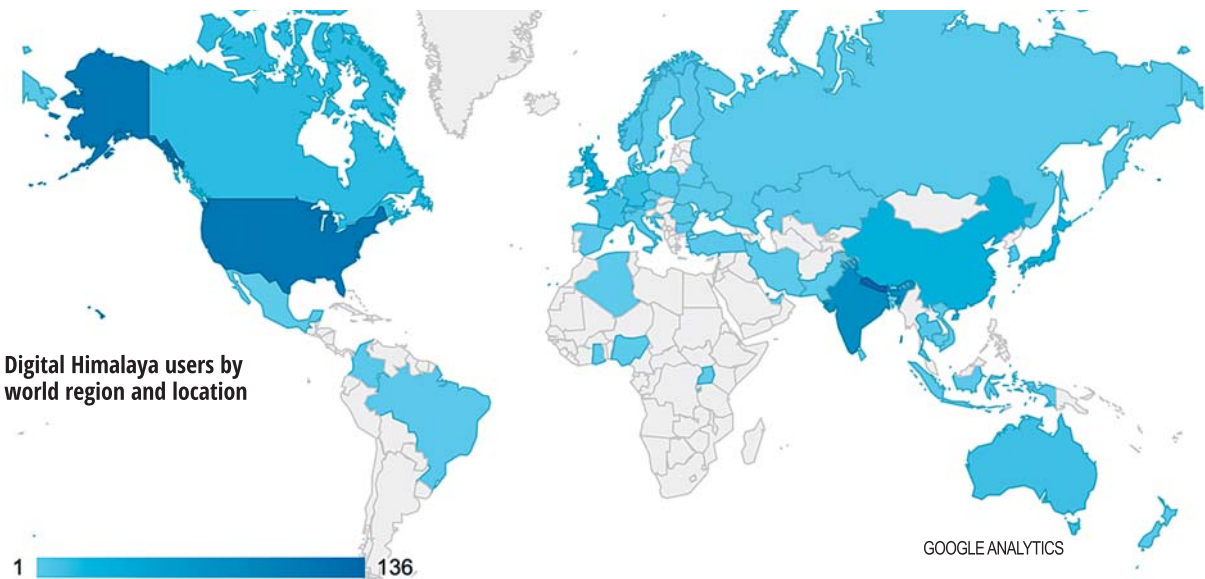 Digital Himalaya users by
world region and location
GOOGLE ANALYTICS
1 136